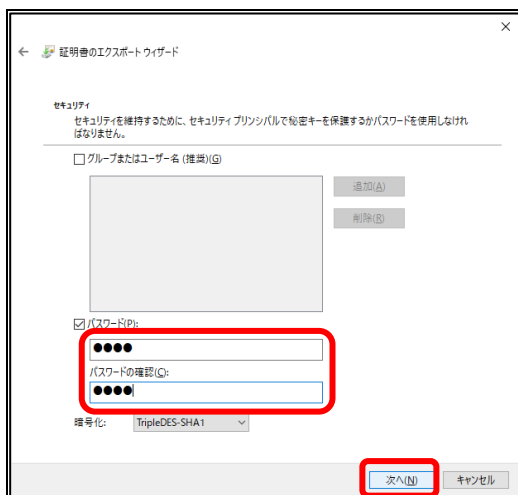 証明書のエクスポート ウィザード
セキュリティ
セキュリティを維持するために、セキュリティ プリンシパルで秘密キーを保護するかパスワードを使用しなけれ
ばなりません。
グループまたはユーザー名 (推奨)(G)
追加(A)
削除(R)
パスワード(P):
●●●●
パスワードの確認(C):
●●●●
暗号化: TripleDES-SHA1
次へ(N) キャンセル